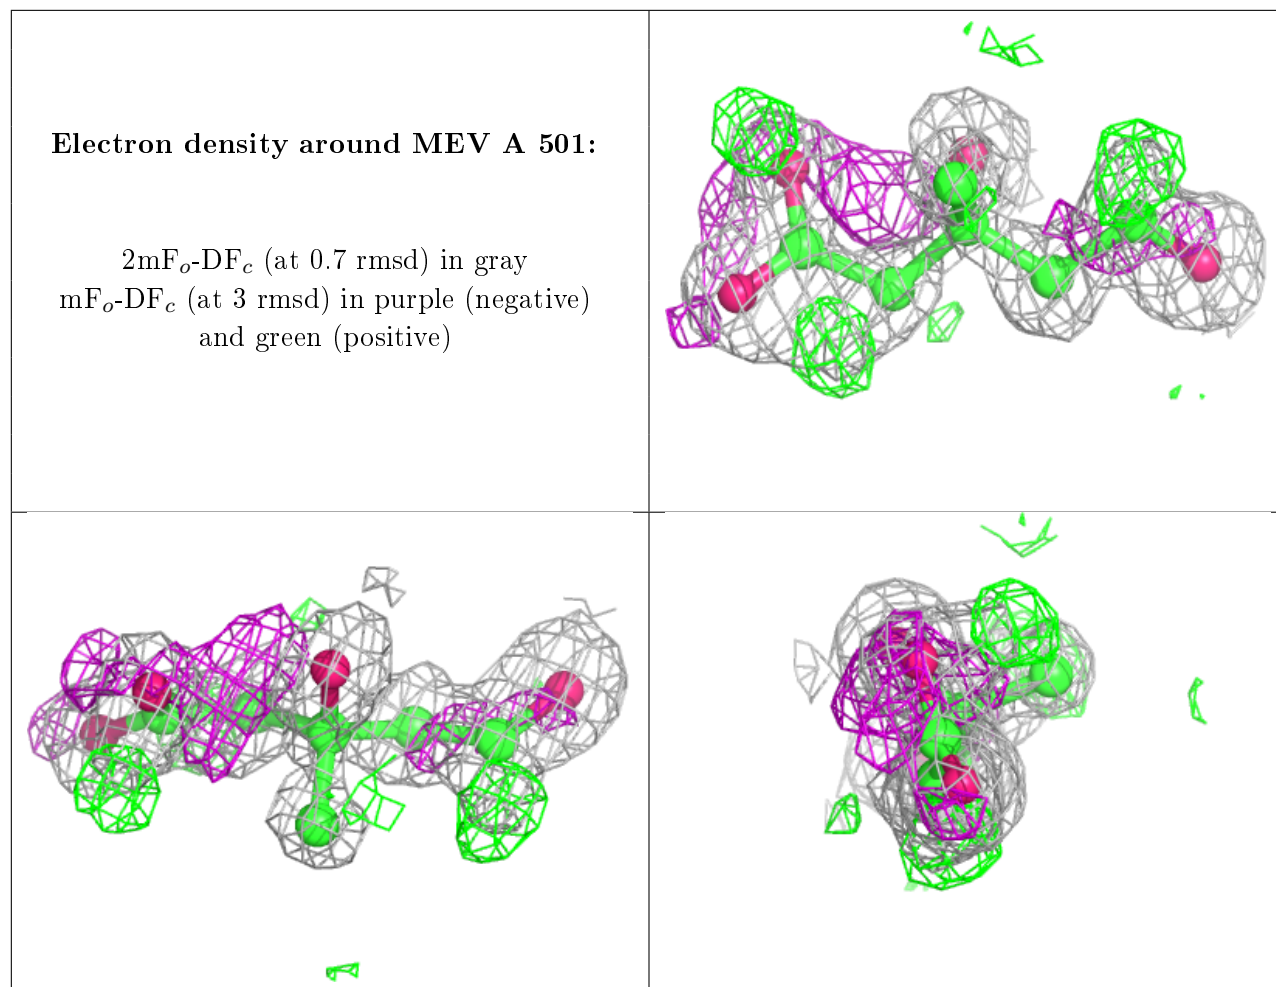 Electron density around MEV A 501:
2mFₒ-DF𝒸 (at 0.7 rmsd) in gray
mFₒ-DF𝒸 (at 3 rmsd) in purple (negative)
and green (positive)